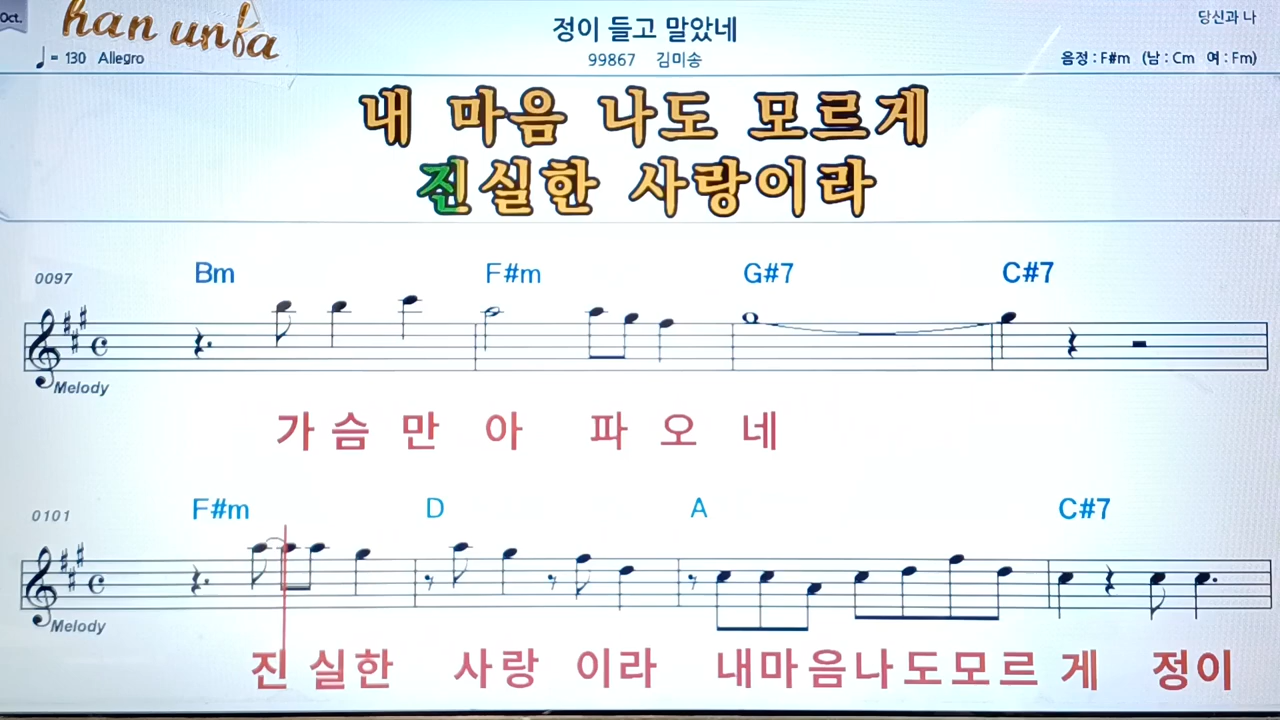 Oct.
han unba
정이 들고 말았네
당신과 나
♩ = 130 Allegro
99867 김미송
음정 : F#m (남 : Cm 여 : Fm)
내 마음 나도 모르게
진실한 사랑이라
0097
Bm F#m G#7 C#7
Melody
가 슴 만 아 파 오 네
0101
F#m D A C#7
Melody
진 실한 사랑 이라 내마음나도모르 게 정이